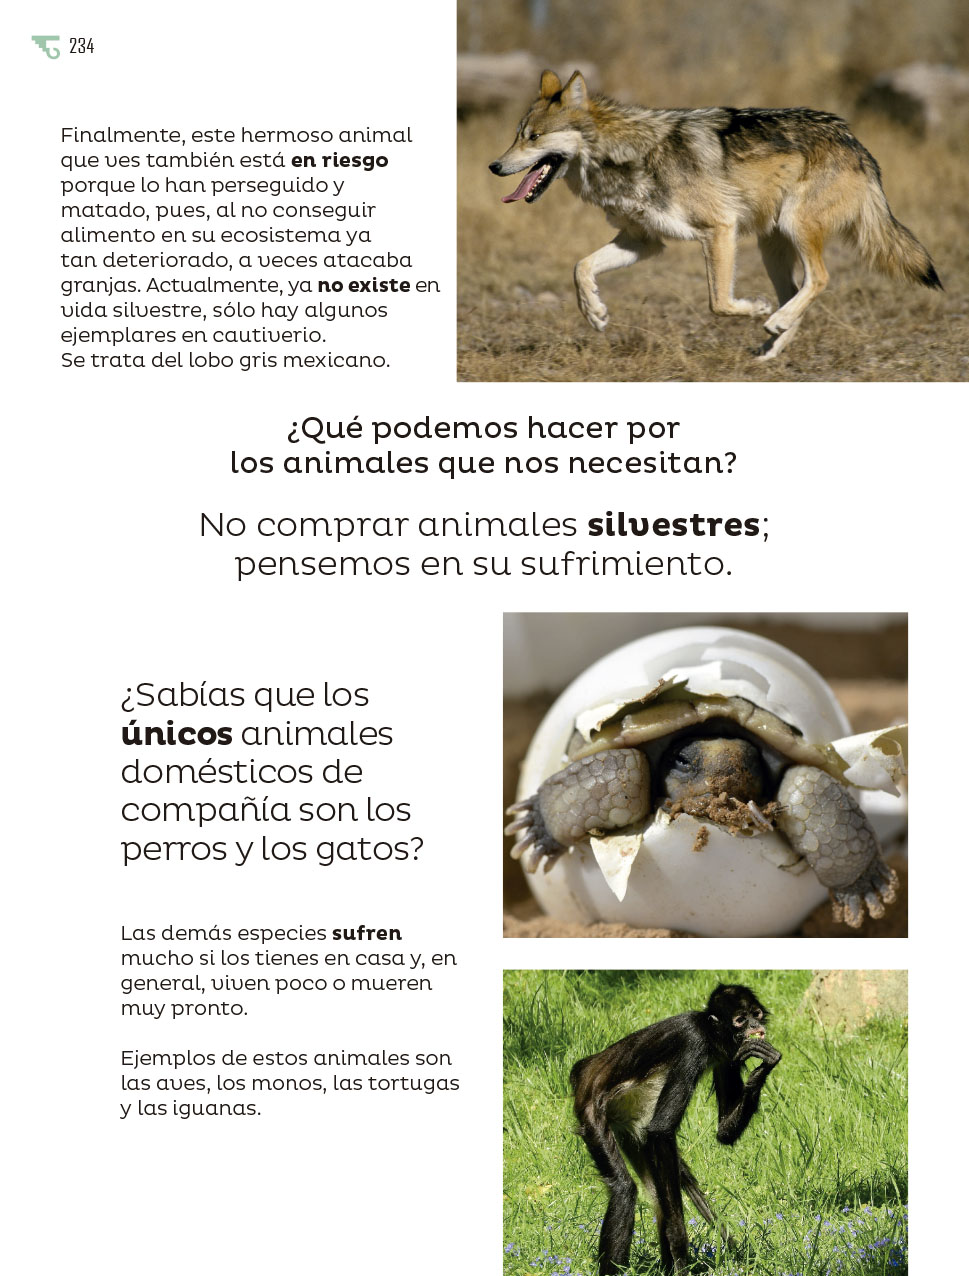 234
Finalmente, este hermoso animal
que ves también está en riesgo
porque lo han perseguido y
matado, pues, al no conseguir
alimento en su ecosistema ya
tan deteriorado, a veces atacaba
granjas. Actualmente, ya no existe en
vida silvestre, sólo hay algunos
ejemplares en cautiverio.
Se trata del lobo gris mexicano.
¿Qué podemos hacer por
los animales que nos necesitan?
No comprar animales silvestres;
pensemos en su sufrimiento.
¿Sabías que los
únicos animales
domésticos de
compañía son los
perros y los gatos?
Las demás especies sufren
mucho si los tienes en casa y, en
general, viven poco o mueren
muy pronto.
Ejemplos de estos animales son
las aves, los monos, las tortugas
y las iguanas.